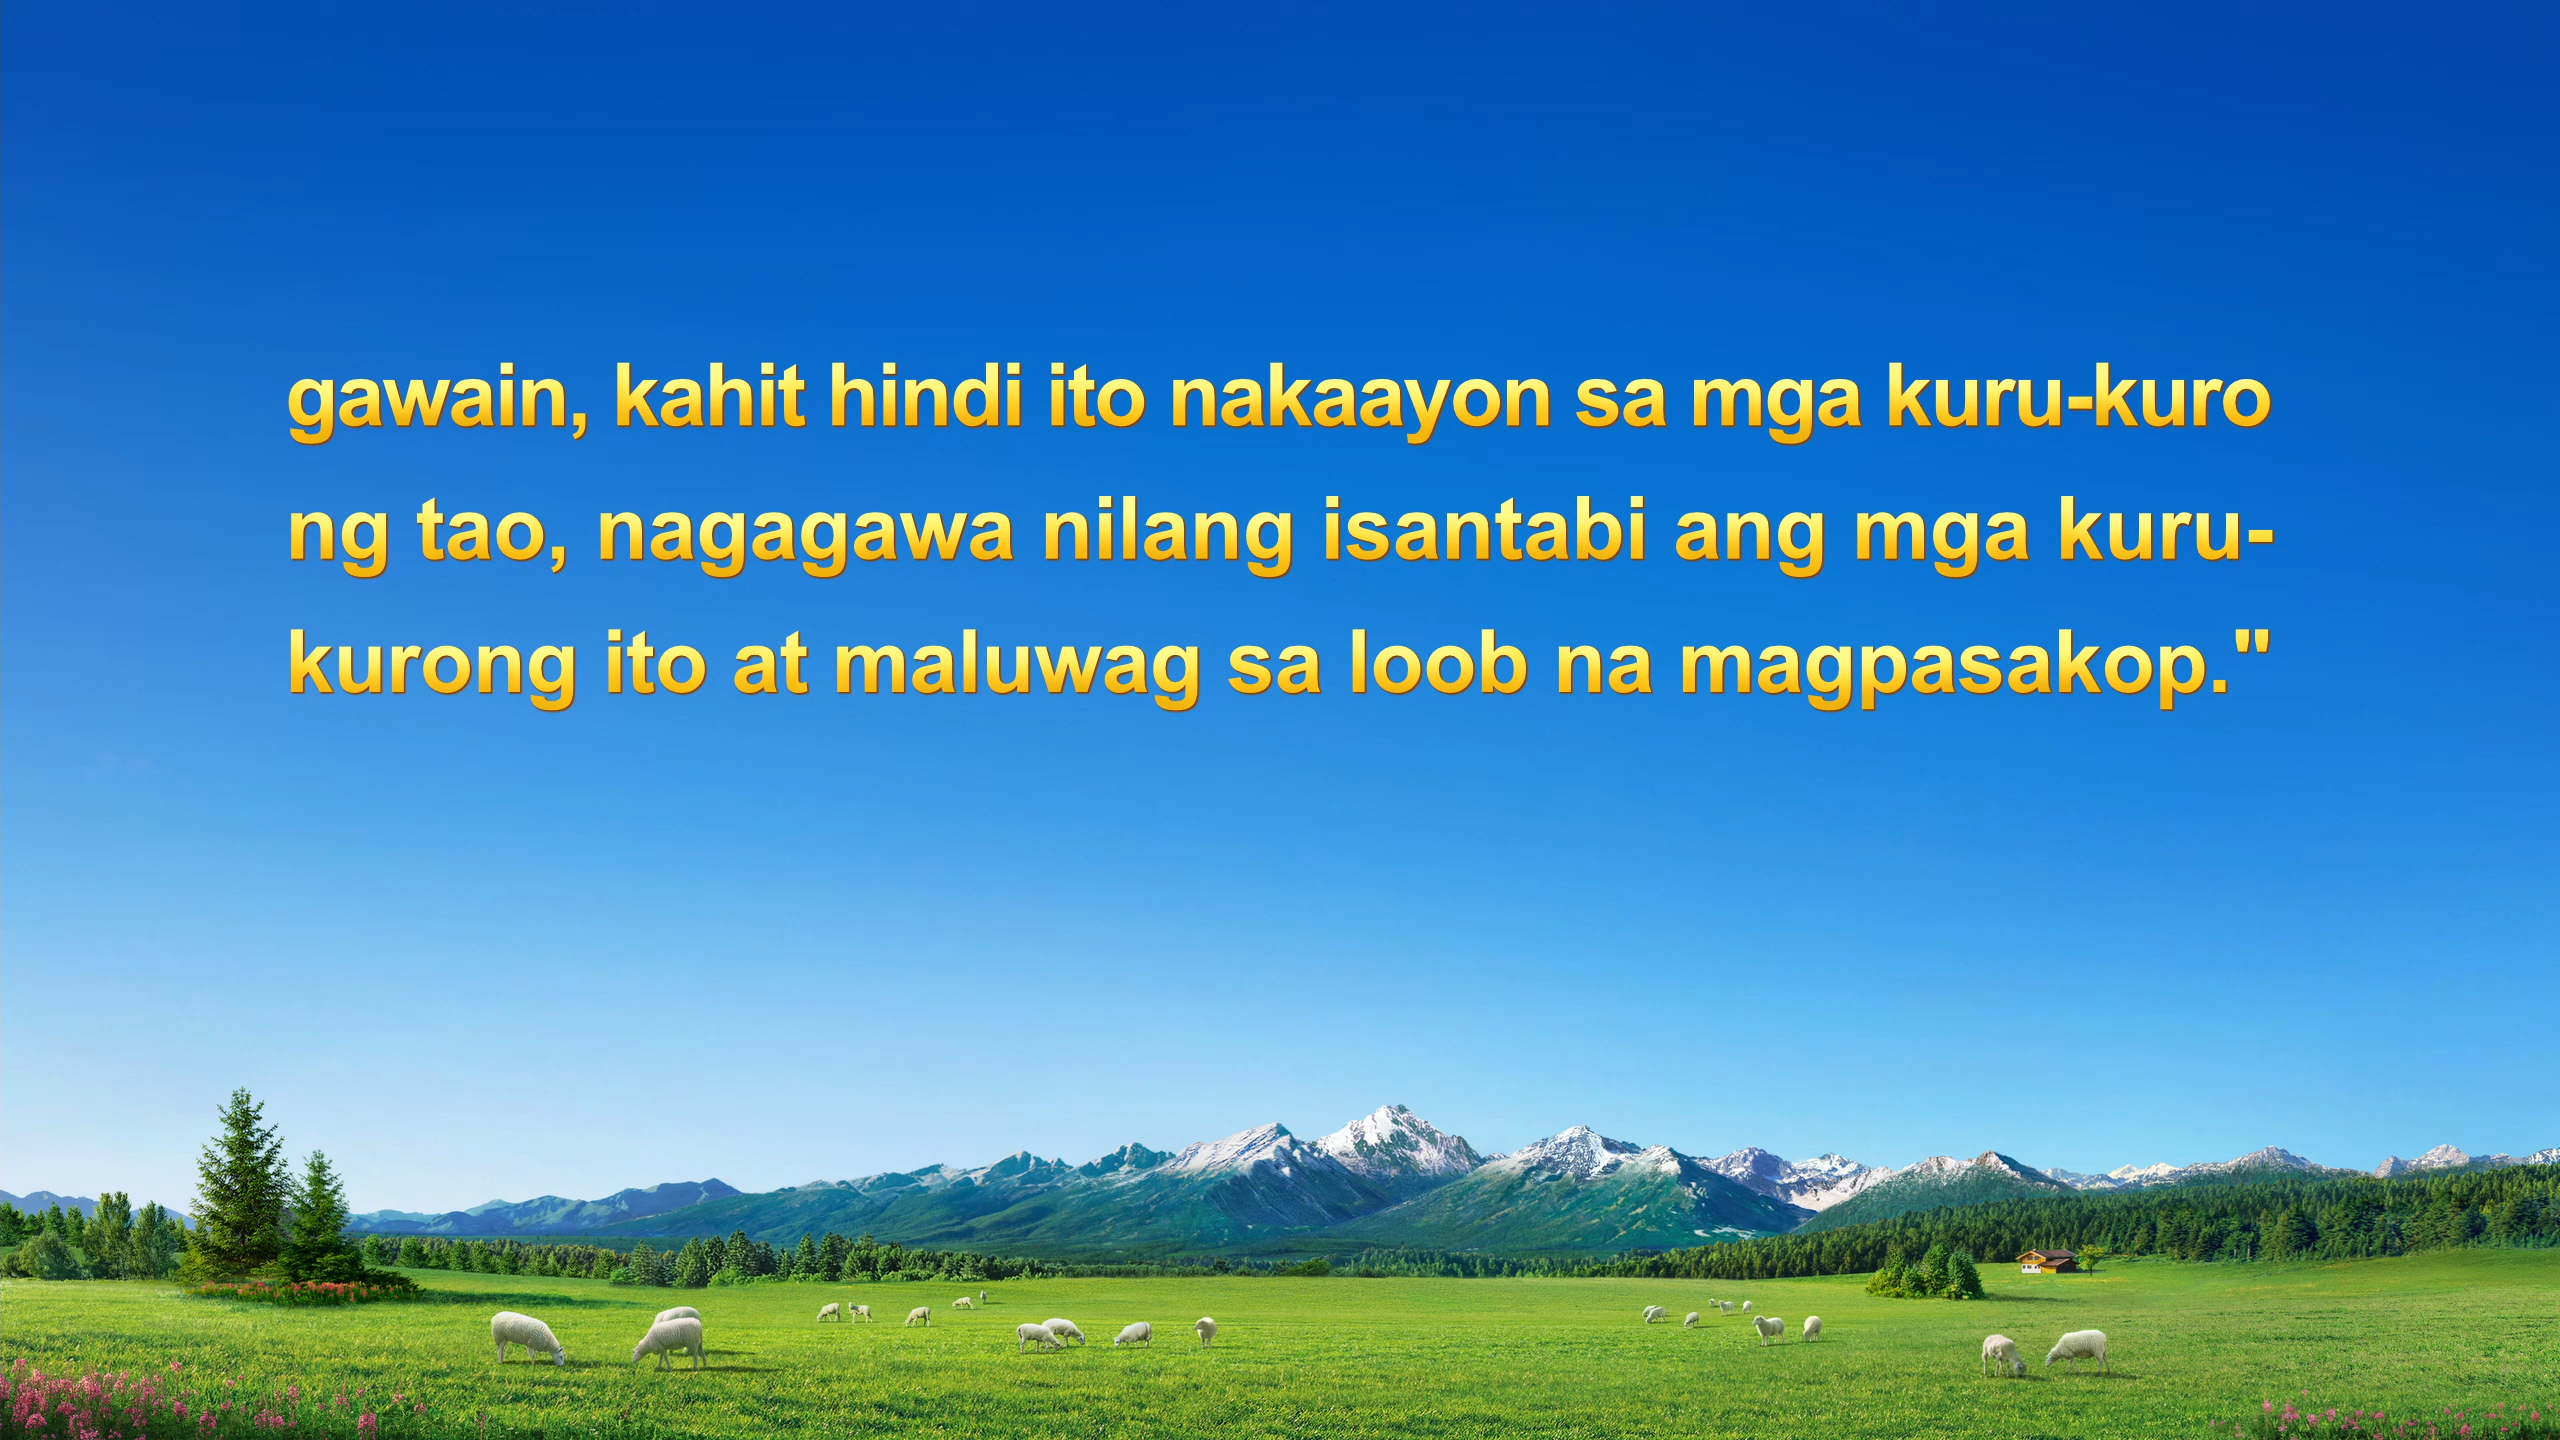 gawain, kahit hindi ito nakaayon sa mga kuru-kuro
ng tao, nagagawa nilang isantabi ang mga kuru-
kurong ito at maluwag sa loob na magpasakop."